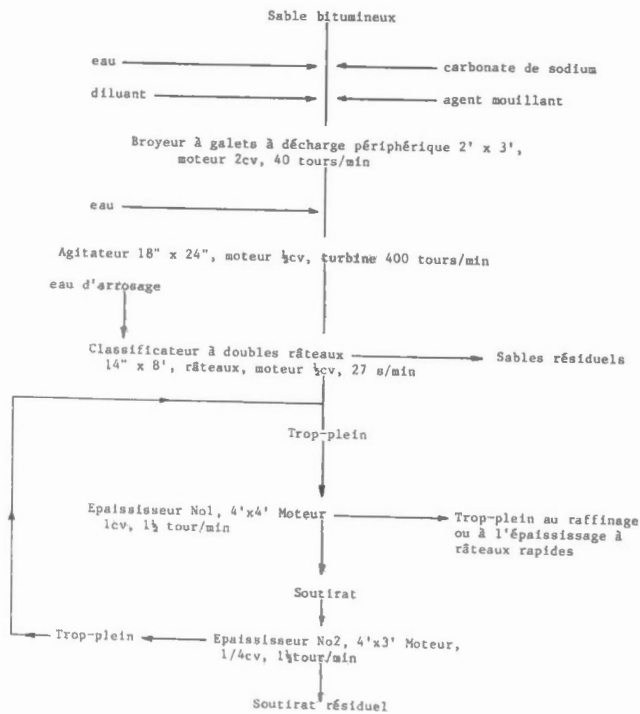 Sable bitumineux
eau
carbonate de sodium
diluant
agent mouillant
Broyeur à galets à décharge périphérique 2' x 3',
moteur 2cv, 40 tours/min
eau
Agitateur 18" x 24", moteur ½cv, turbine 400 tours/min
eau d'arrosage
Classificateur à doubles râteaux
14" x 8', râteaux, moteur ½cv, 27 s/min
Sables résiduels
Trop-plein
Epaississeur No1, 4'x4' Moteur
1cv, 1½ tour/min
Trop-plein au raffinage
ou à l'épaississage à
râteaux rapides
Soutirat
Trop-plein
Epaississeur No2, 4'x3' Moteur,
1/4cv, 1½tour/min
Soutirat résiduel